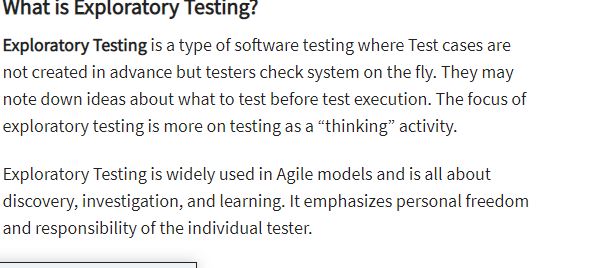 What is Exploratory Testing?
Exploratory Testing is a type of software testing where Test cases are
not created in advance but testers check system on the fly. They may
note down ideas about what to test before test execution. The focus of
exploratory testing is more on testing as a “thinking” activity.
Exploratory Testing is widely used in Agile models and is all about
discovery, investigation, and learning. It emphasizes personal freedom
and responsibility of the individual tester.